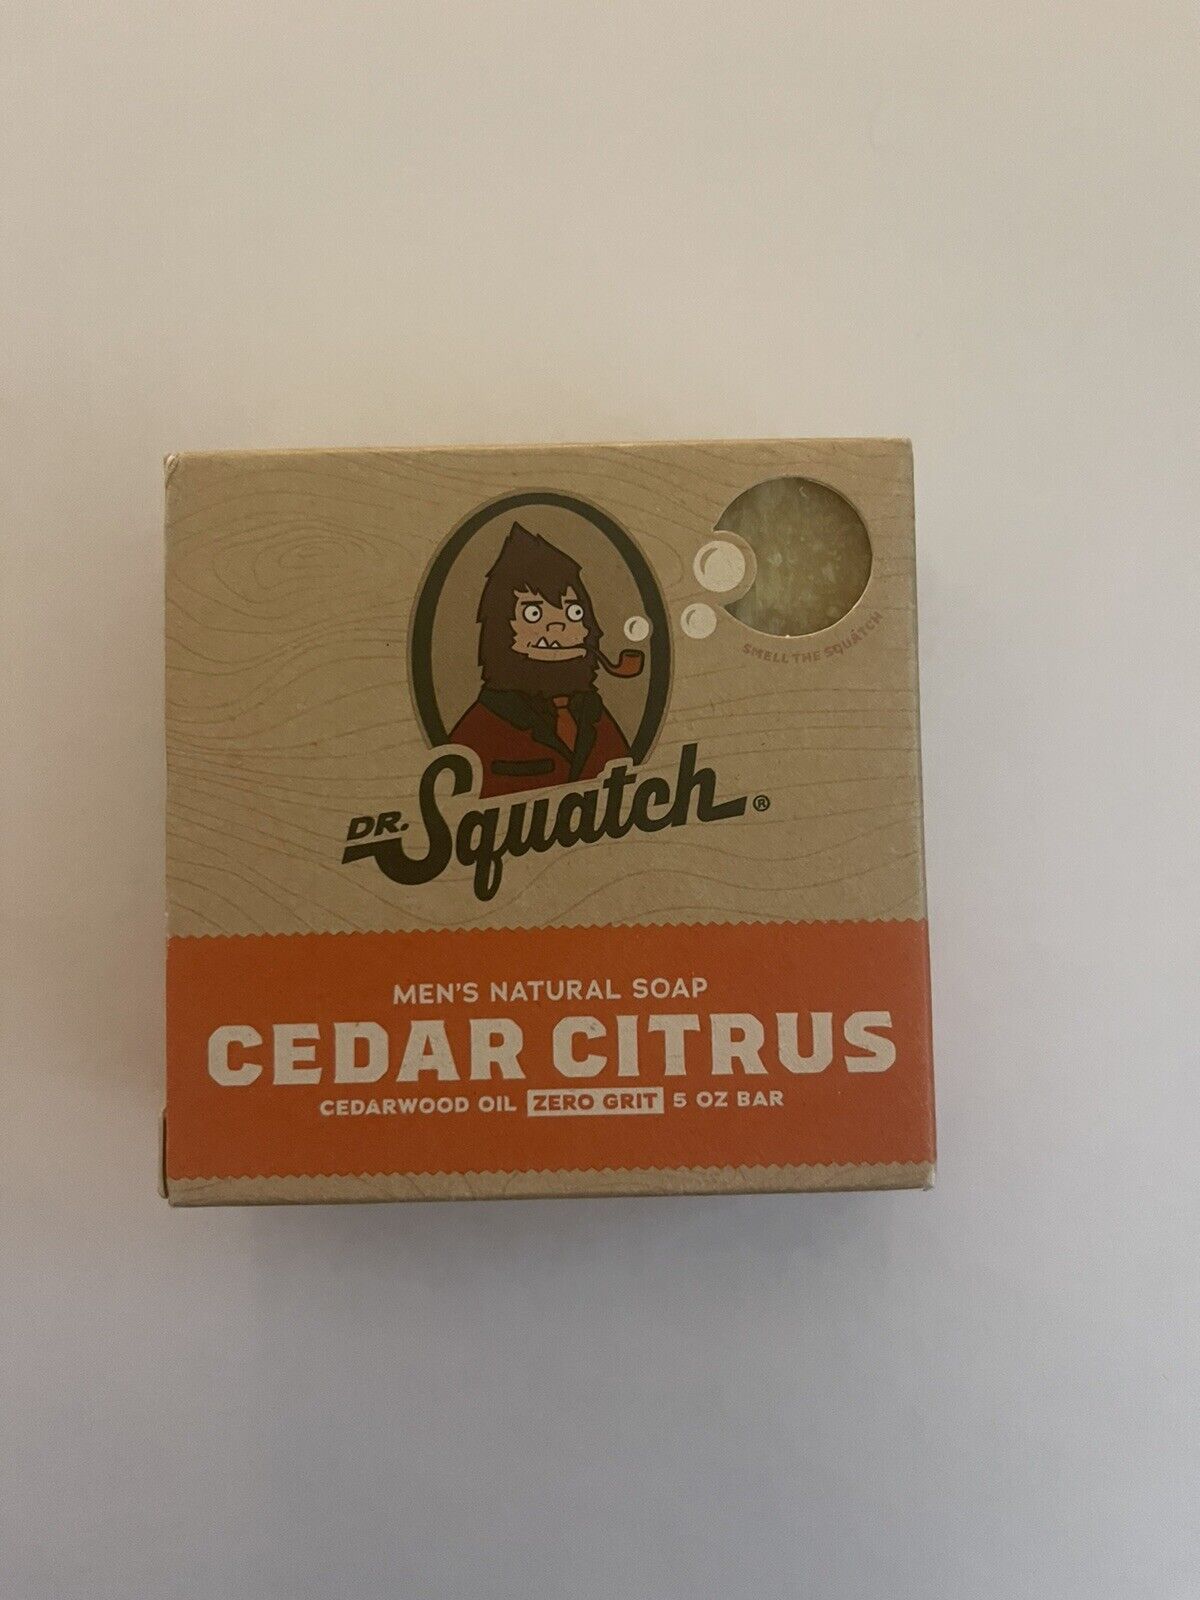 SMELL THE SQUATCH
DR. Squatch®
MEN'S NATURAL SOAP
CEDAR CITRUS
CEDARWOOD OIL ZERO GRIT 5 OZ BAR